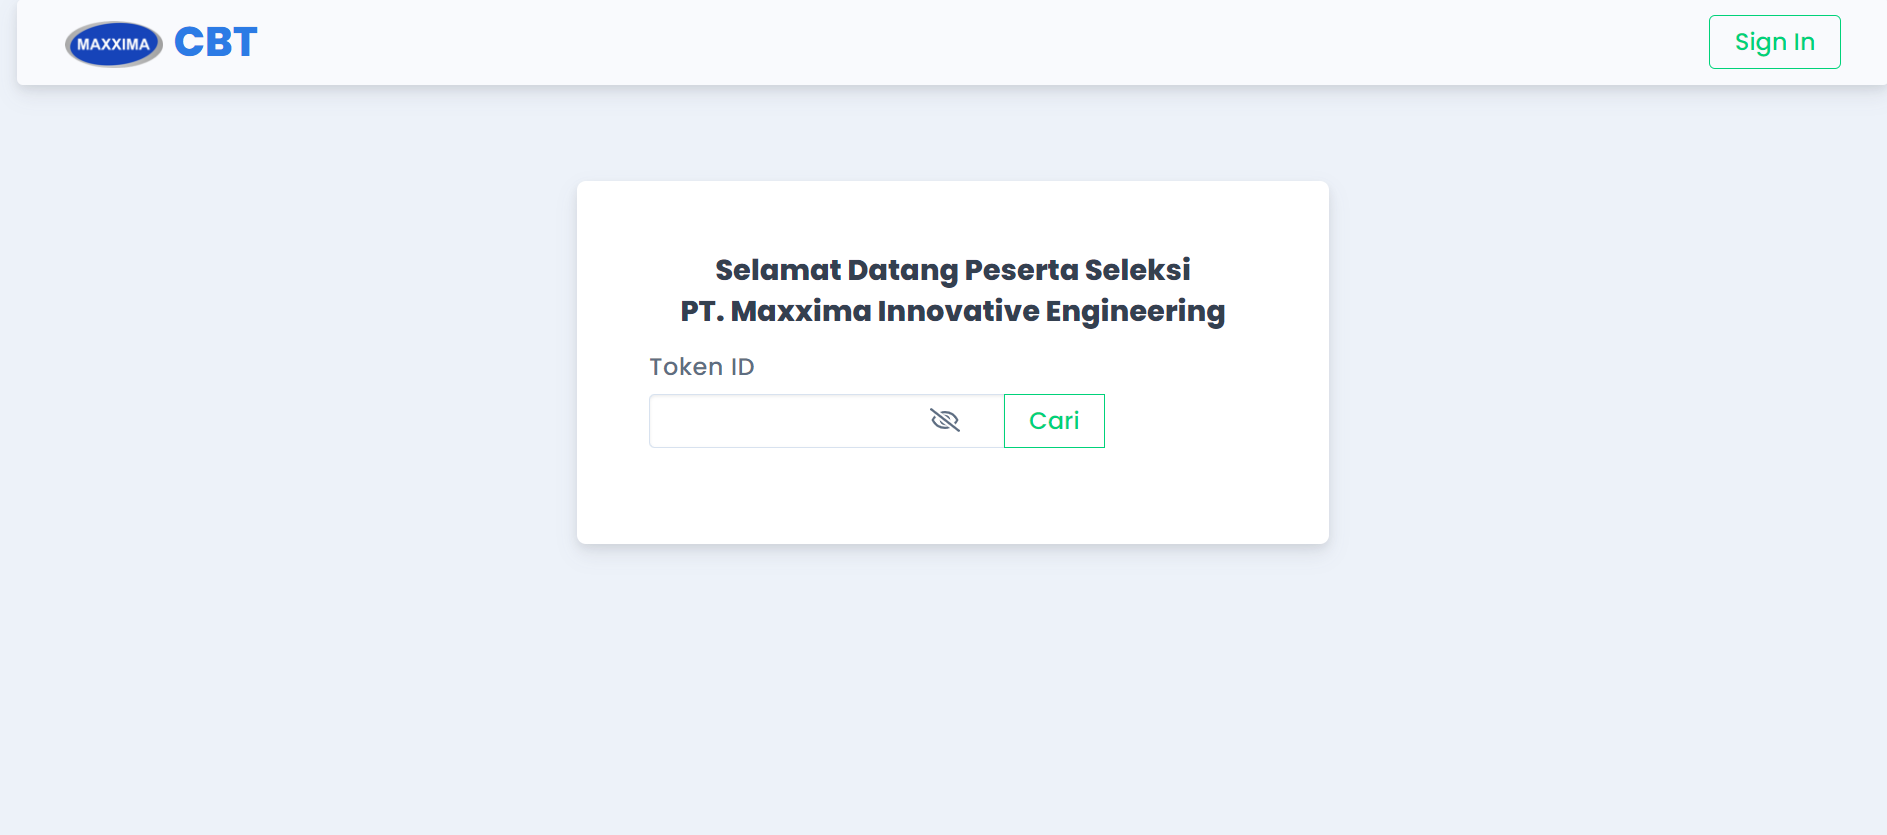 MAXXIMA CBT
Sign In
Selamat Datang Peserta Seleksi
PT. Maxxima Innovative Engineering
Token ID
Cari